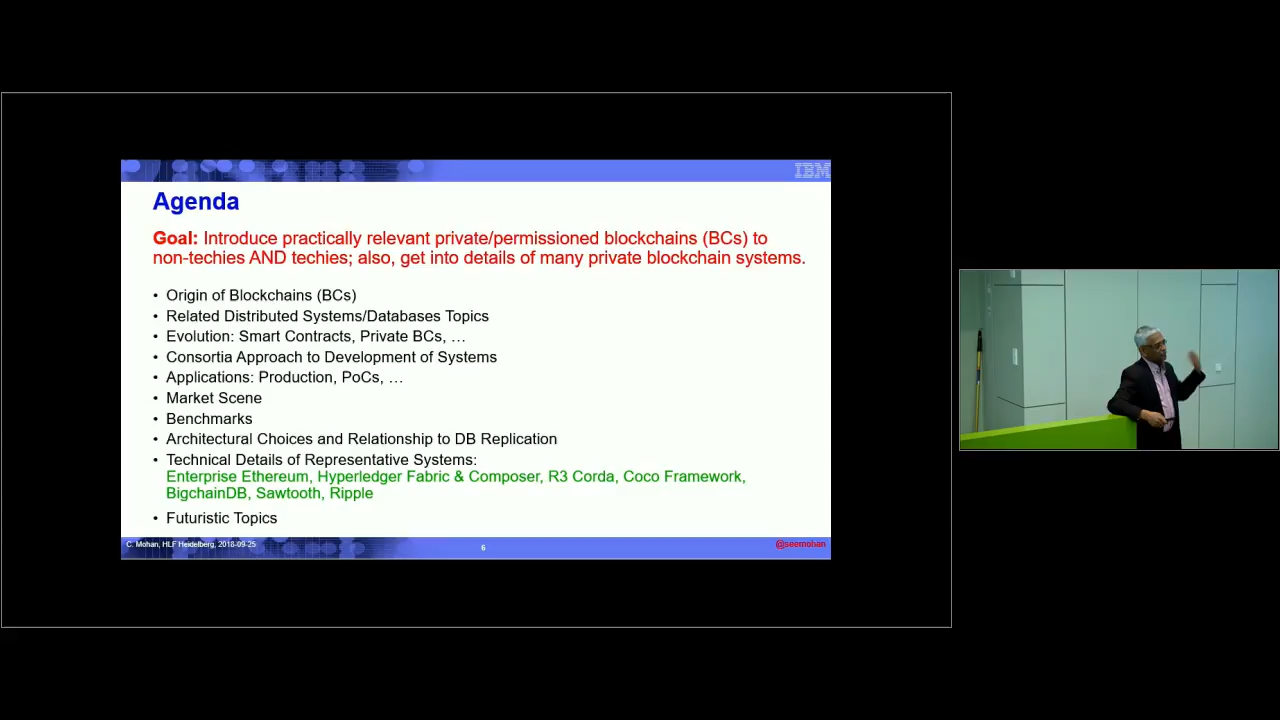 IBM
Agenda
Goal: Introduce practically relevant private/permissioned blockchains (BCs) to
non-techies AND techies; also, get into details of many private blockchain systems.
• Origin of Blockchains (BCs)
• Related Distributed Systems/Databases Topics
• Evolution: Smart Contracts, Private BCs, …
• Consortia Approach to Development of Systems
• Applications: Production, PoCs, …
• Market Scene
• Benchmarks
• Architectural Choices and Relationship to DB Replication
• Technical Details of Representative Systems:
Enterprise Ethereum, Hyperledger Fabric & Composer, R3 Corda, Coco Framework,
BigchainDB, Sawtooth, Ripple
• Futuristic Topics
C. Mohan, HLF Heidelberg, 2018-09-25
6
@seemohan